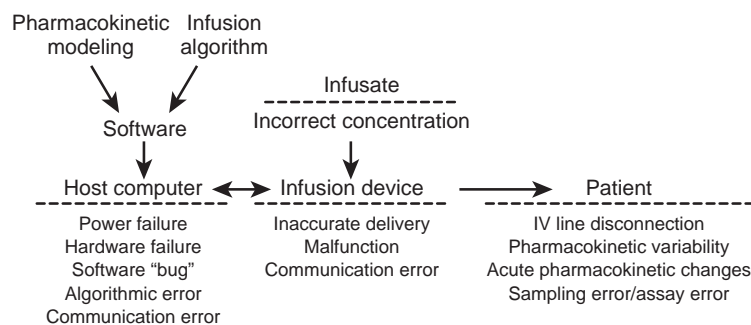 Pharmacokinetic
modeling
Infusion
algorithm
Software
Infusate
Incorrect concentration
Host computer
Power failure
Hardware failure
Software “bug”
Algorithmic error
Communication error
Infusion device
Inaccurate delivery
Malfunction
Communication error
Patient
IV line disconnection
Pharmacokinetic variability
Acute pharmacokinetic changes
Sampling error/assay error